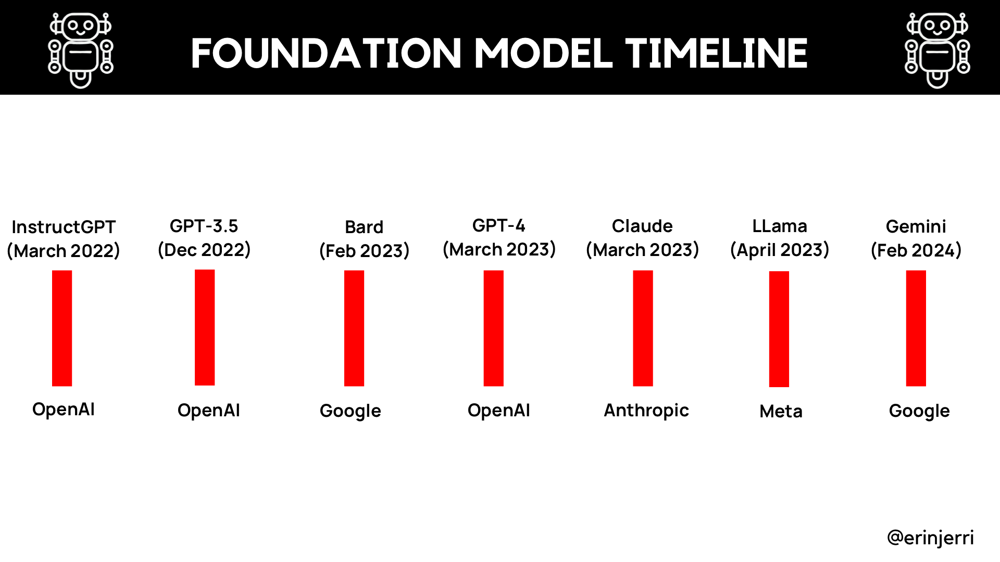 FOUNDATION MODEL TIMELINE
InstructGPT
(March 2022)
OpenAI
GPT-3.5
(Dec 2022)
OpenAI
Bard
(Feb 2023)
Google
GPT-4
(March 2023)
OpenAI
Claude
(March 2023)
Anthropic
LLama
(April 2023)
Meta
Gemini
(Feb 2024)
Google
@erinjerri